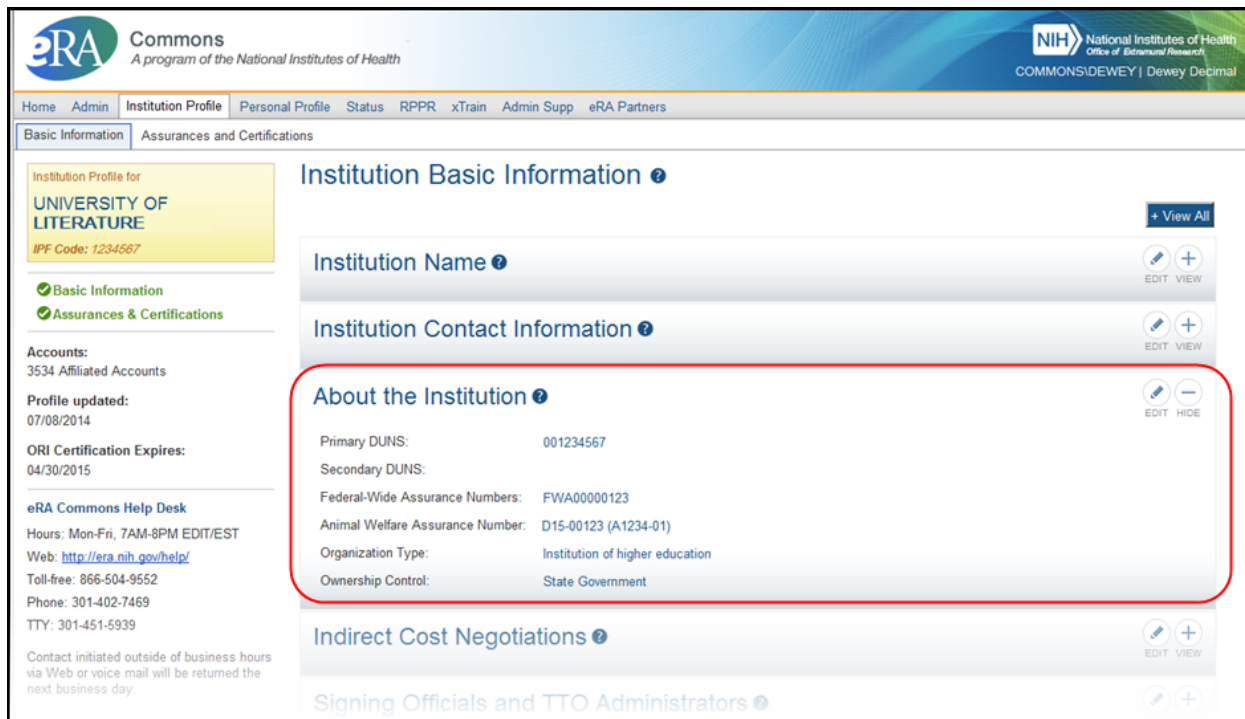 eRA
Commons
A program of the National Institutes of Health
NIH National Institutes of Health
Office of Extramural Research
COMMONS\DEWEY | Dewey Decimal
Home Admin Institution Profile Personal Profile Status RPPR xTrain Admin Supp eRA Partners
Basic Information Assurances and Certifications
Institution Profile for
UNIVERSITY OF
LITERATURE
IPF Code: 1234567
Basic Information
Assurances & Certifications
Accounts:
3534 Affiliated Accounts
Profile updated:
07/08/2014
ORI Certification Expires:
04/30/2015
eRA Commons Help Desk
Hours: Mon-Fri, 7AM-8PM EDIT/EST
Web: http://era.nih.gov/help/
Toll-free: 866-504-9552
Phone: 301-402-7469
TTY: 301-451-5939
Contact initiated outside of business hours
via Web or voice mail will be returned the
next business day.
Institution Basic Information ?
+ View All
Institution Name ?
EDIT VIEW
Institution Contact Information ?
EDIT VIEW
About the Institution ?
EDIT HIDE
Primary DUNS: 001234567
Secondary DUNS:
Federal-Wide Assurance Numbers: FWA00000123
Animal Welfare Assurance Number: D15-00123 (A1234-01)
Organization Type: Institution of higher education
Ownership Control: State Government
Indirect Cost Negotiations ?
EDIT VIEW
Signing Officials and TTO Administrators ?